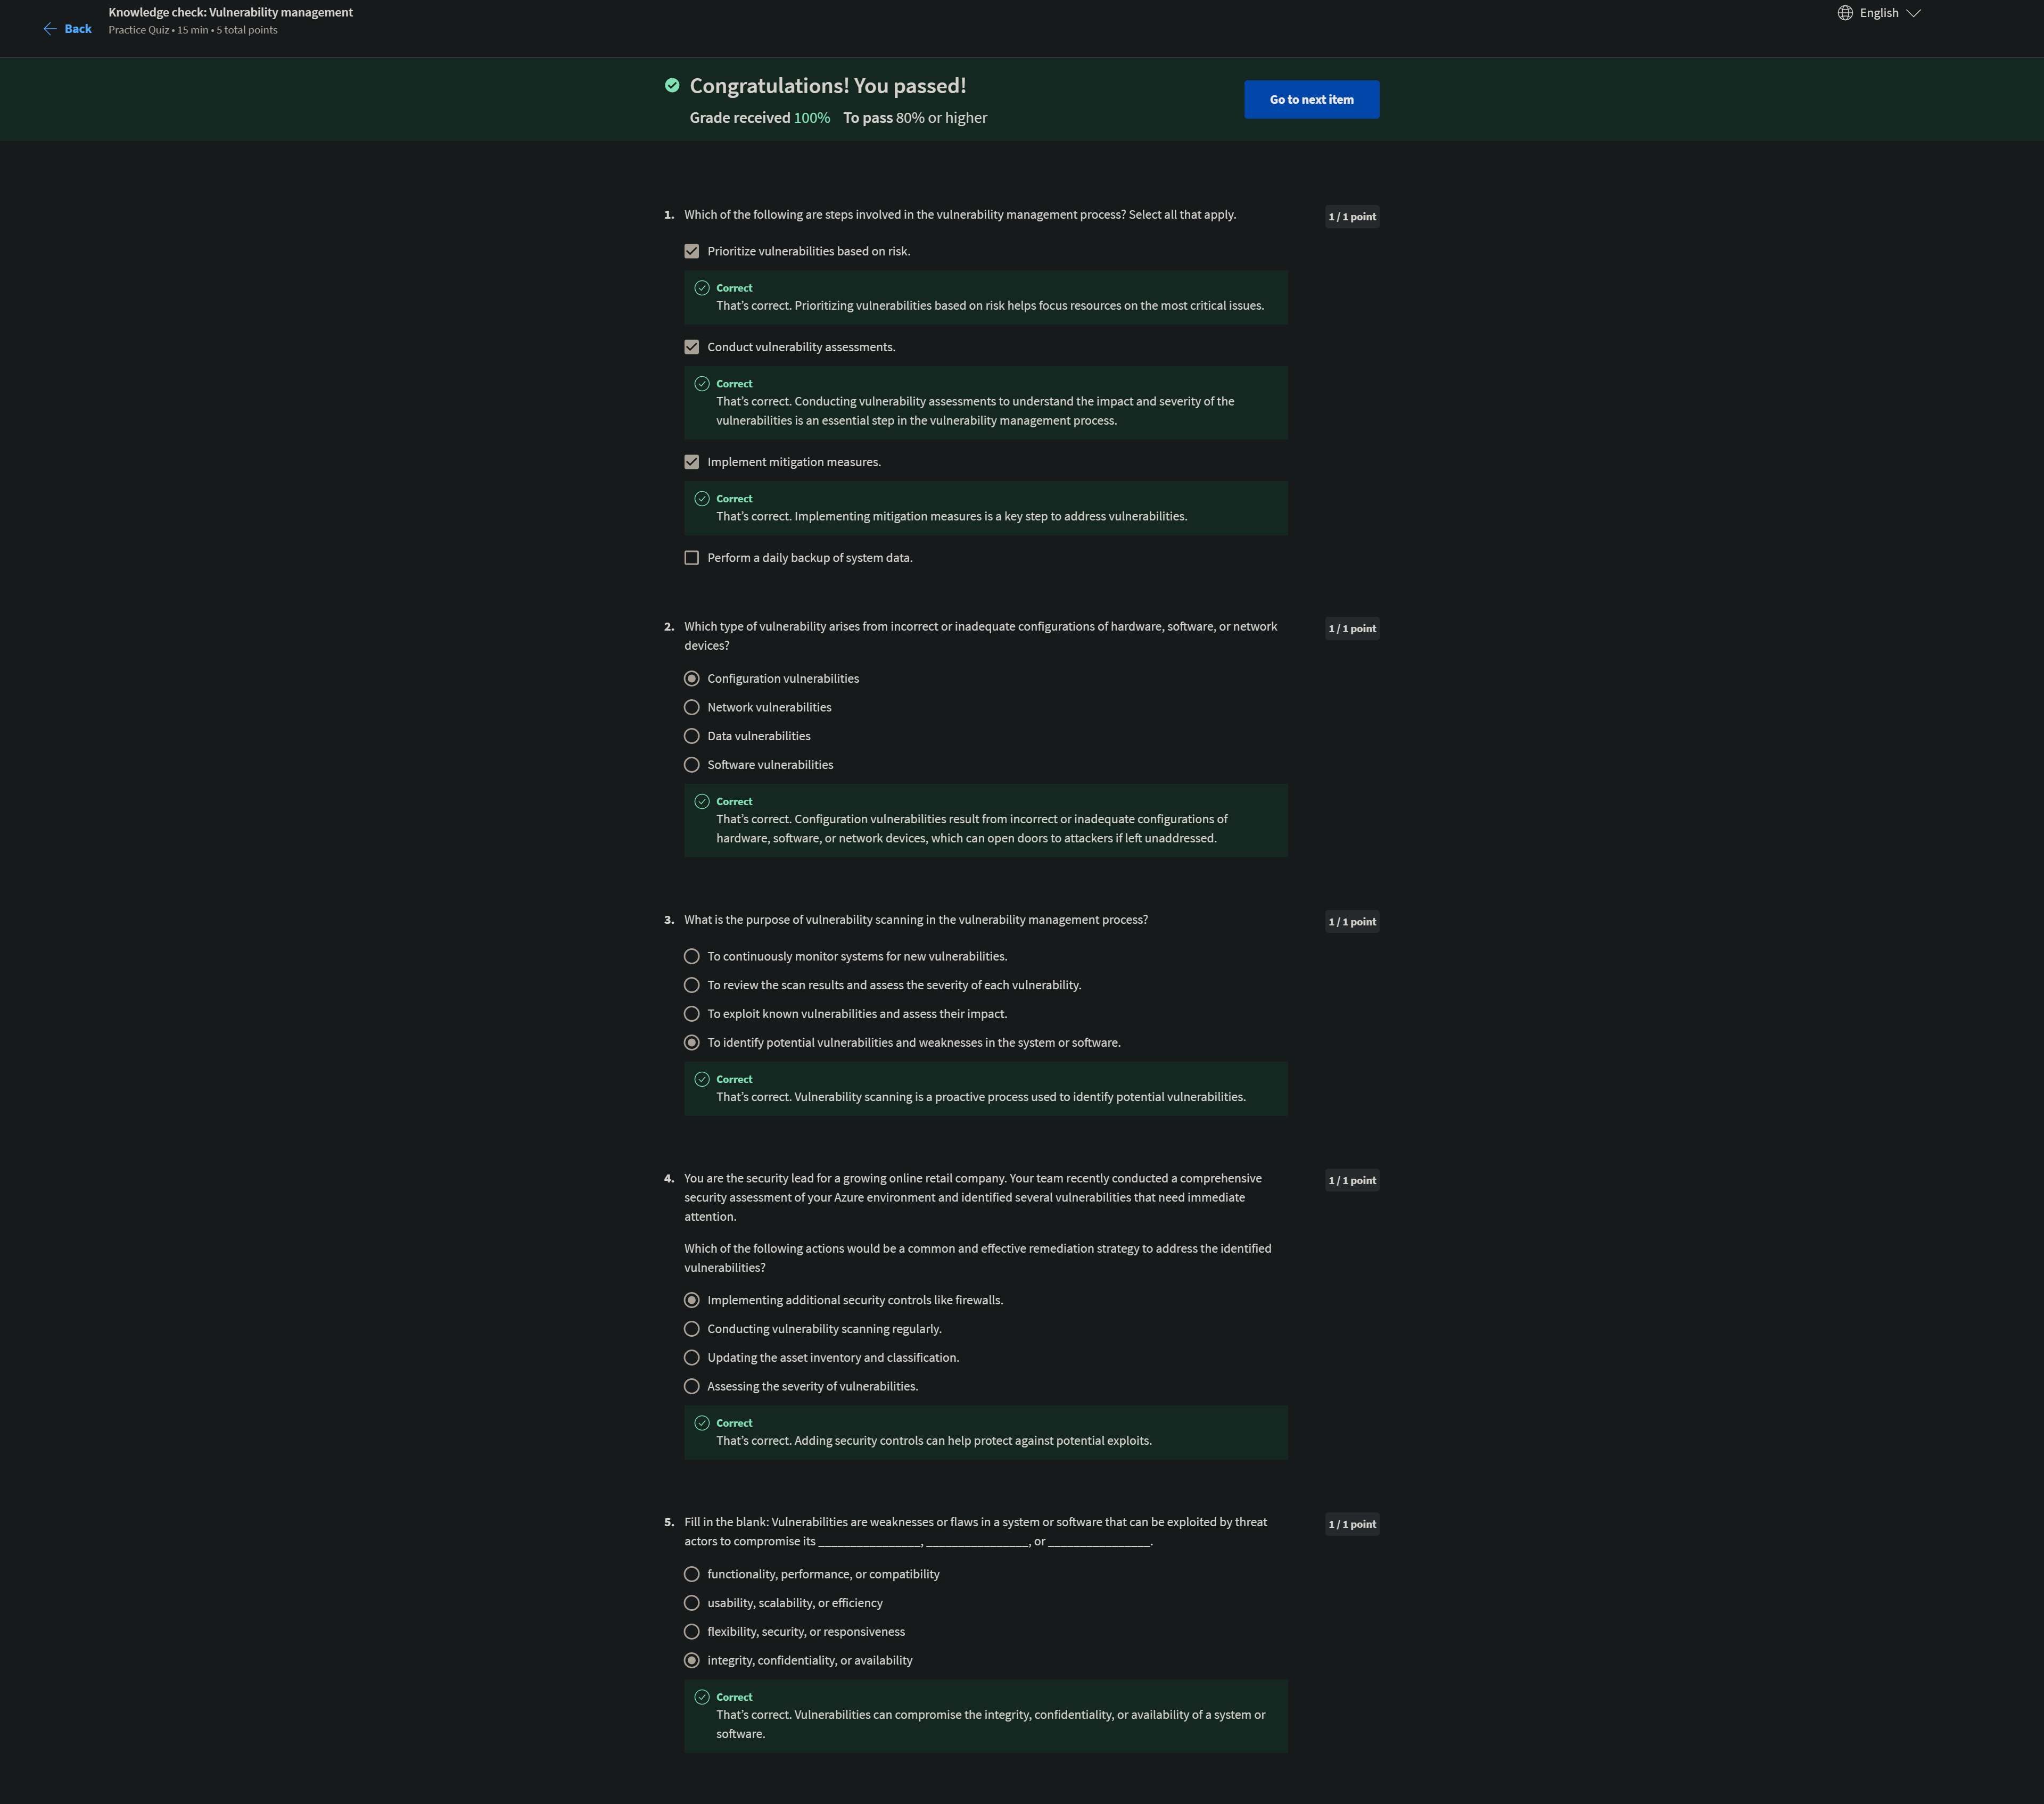 Knowledge check: Vulnerability management
Back
Practice Quiz • 15 min • 5 total points
English
Congratulations! You passed!
Grade received 100% To pass 80% or higher
Go to next item
1. Which of the following are steps involved in the vulnerability management process? Select all that apply.
1 / 1 point
Prioritize vulnerabilities based on risk.
Correct
That's correct. Prioritizing vulnerabilities based on risk helps focus resources on the most critical issues.
Conduct vulnerability assessments.
Correct
That's correct. Conducting vulnerability assessments to understand the impact and severity of the
vulnerabilities is an essential step in the vulnerability management process.
Implement mitigation measures.
Correct
That's correct. Implementing mitigation measures is a key step to address vulnerabilities.
Perform a daily backup of system data.
2. Which type of vulnerability arises from incorrect or inadequate configurations of hardware, software, or network
devices?
1 / 1 point
Configuration vulnerabilities
Network vulnerabilities
Data vulnerabilities
Software vulnerabilities
Correct
That's correct. Configuration vulnerabilities result from incorrect or inadequate configurations of
hardware, software, or network devices, which can open doors to attackers if left unaddressed.
3. What is the purpose of vulnerability scanning in the vulnerability management process?
1 / 1 point
To continuously monitor systems for new vulnerabilities.
To review the scan results and assess the severity of each vulnerability.
To exploit known vulnerabilities and assess their impact.
To identify potential vulnerabilities and weaknesses in the system or software.
Correct
That's correct. Vulnerability scanning is a proactive process used to identify potential vulnerabilities.
4. You are the security lead for a growing online retail company. Your team recently conducted a comprehensive
security assessment of your Azure environment and identified several vulnerabilities that need immediate
attention.
1 / 1 point
Which of the following actions would be a common and effective remediation strategy to address the identified
vulnerabilities?
Implementing additional security controls like firewalls.
Conducting vulnerability scanning regularly.
Updating the asset inventory and classification.
Assessing the severity of vulnerabilities.
Correct
That's correct. Adding security controls can help protect against potential exploits.
5. Fill in the blank: Vulnerabilities are weaknesses or flaws in a system or software that can be exploited by threat
actors to compromise its ________________, ________________, or ________________.
1 / 1 point
functionality, performance, or compatibility
usability, scalability, or efficiency
flexibility, security, or responsiveness
integrity, confidentiality, or availability
Correct
That's correct. Vulnerabilities can compromise the integrity, confidentiality, or availability of a system or
software.